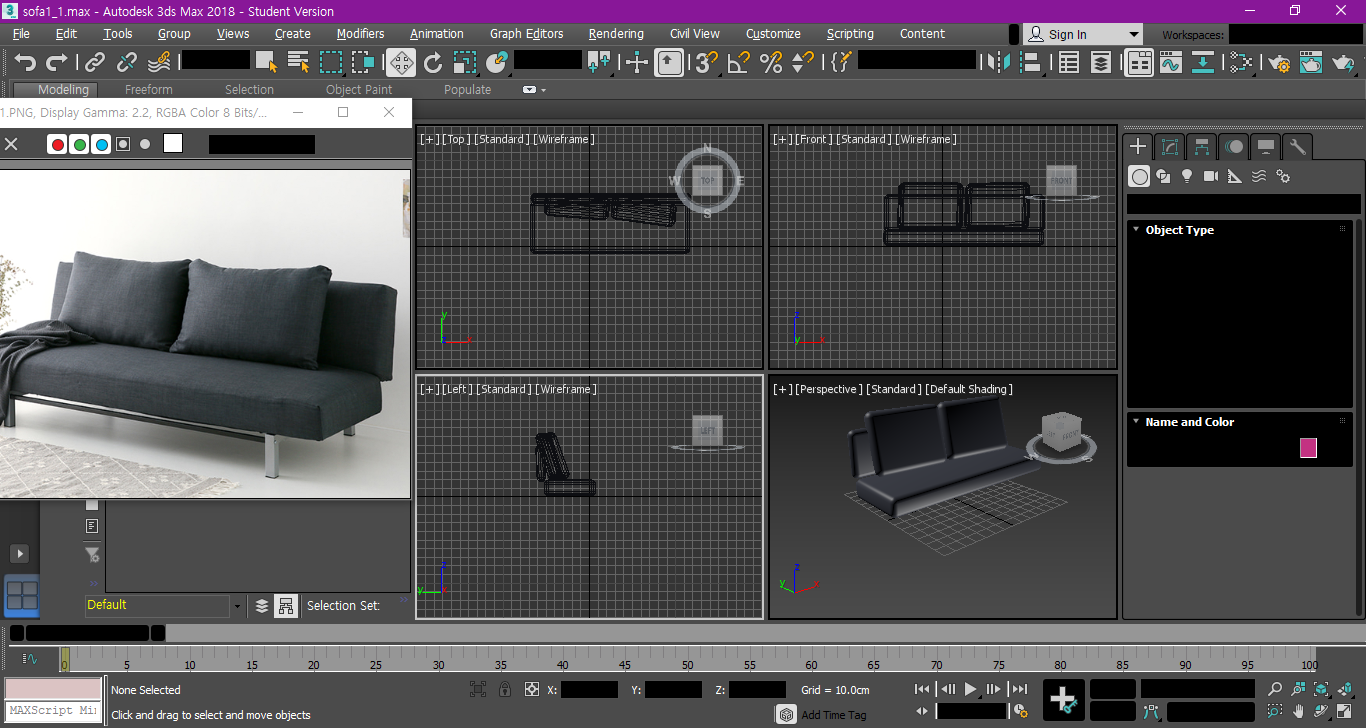 sofa1_1.max - Autodesk 3ds Max 2018 - Student Version
File Edit Tools Group Views Create Modifiers Animation Graph Editors Rendering Civil View Customize Scripting Content Sign In Workspaces:
Modeling Freeform Selection Object Paint Populate
1.PNG, Display Gamma: 2.2, RGBA Color 8 Bits/...
[+] [Top] [Standard] [Wireframe]
N
W TOP E
S
y
z x
[+] [Front] [Standard] [Wireframe]
FRONT
z
y x
[+] [Left] [Standard] [Wireframe]
LEFT
z
y x
[+] [Perspective] [Standard] [Default Shading]
FRONT
S
z
y x
Object Type
Name and Color
Default
Selection Set:
0 5 10 15 20 25 30 35 40 45 50 55 60 65 70 75 80 85 90 95 100
None Selected X: Y: Z: Grid = 10.0cm
MAXScript Mi
Click and drag to select and move objects Add Time Tag